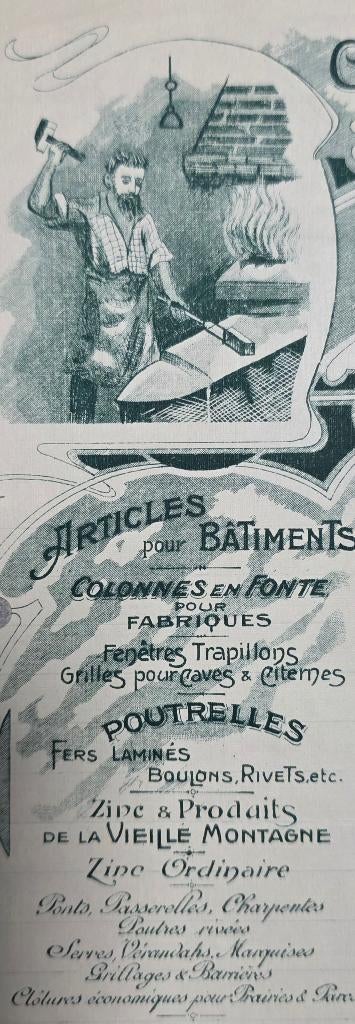 ARTICLES
pour BÂTIMENTS
COLONNES EN FONTE
POUR
FABRIQUES
Fenêtres Trapillons
Grilles pour Caves & Citernes
POUTRELLES
FERS LAMINÉS
BOULONS, RIVETS, etc.
Zinc & Produits
DE LA VIEILLE MONTAGNE
Zinc Ordinaire
Ponts, Passerelles, Charpentes
Poutres rivées
Serres, Vérandahs, Marquises
Grillages & Barrières
Clôtures économiques pour Prairies & Parcs